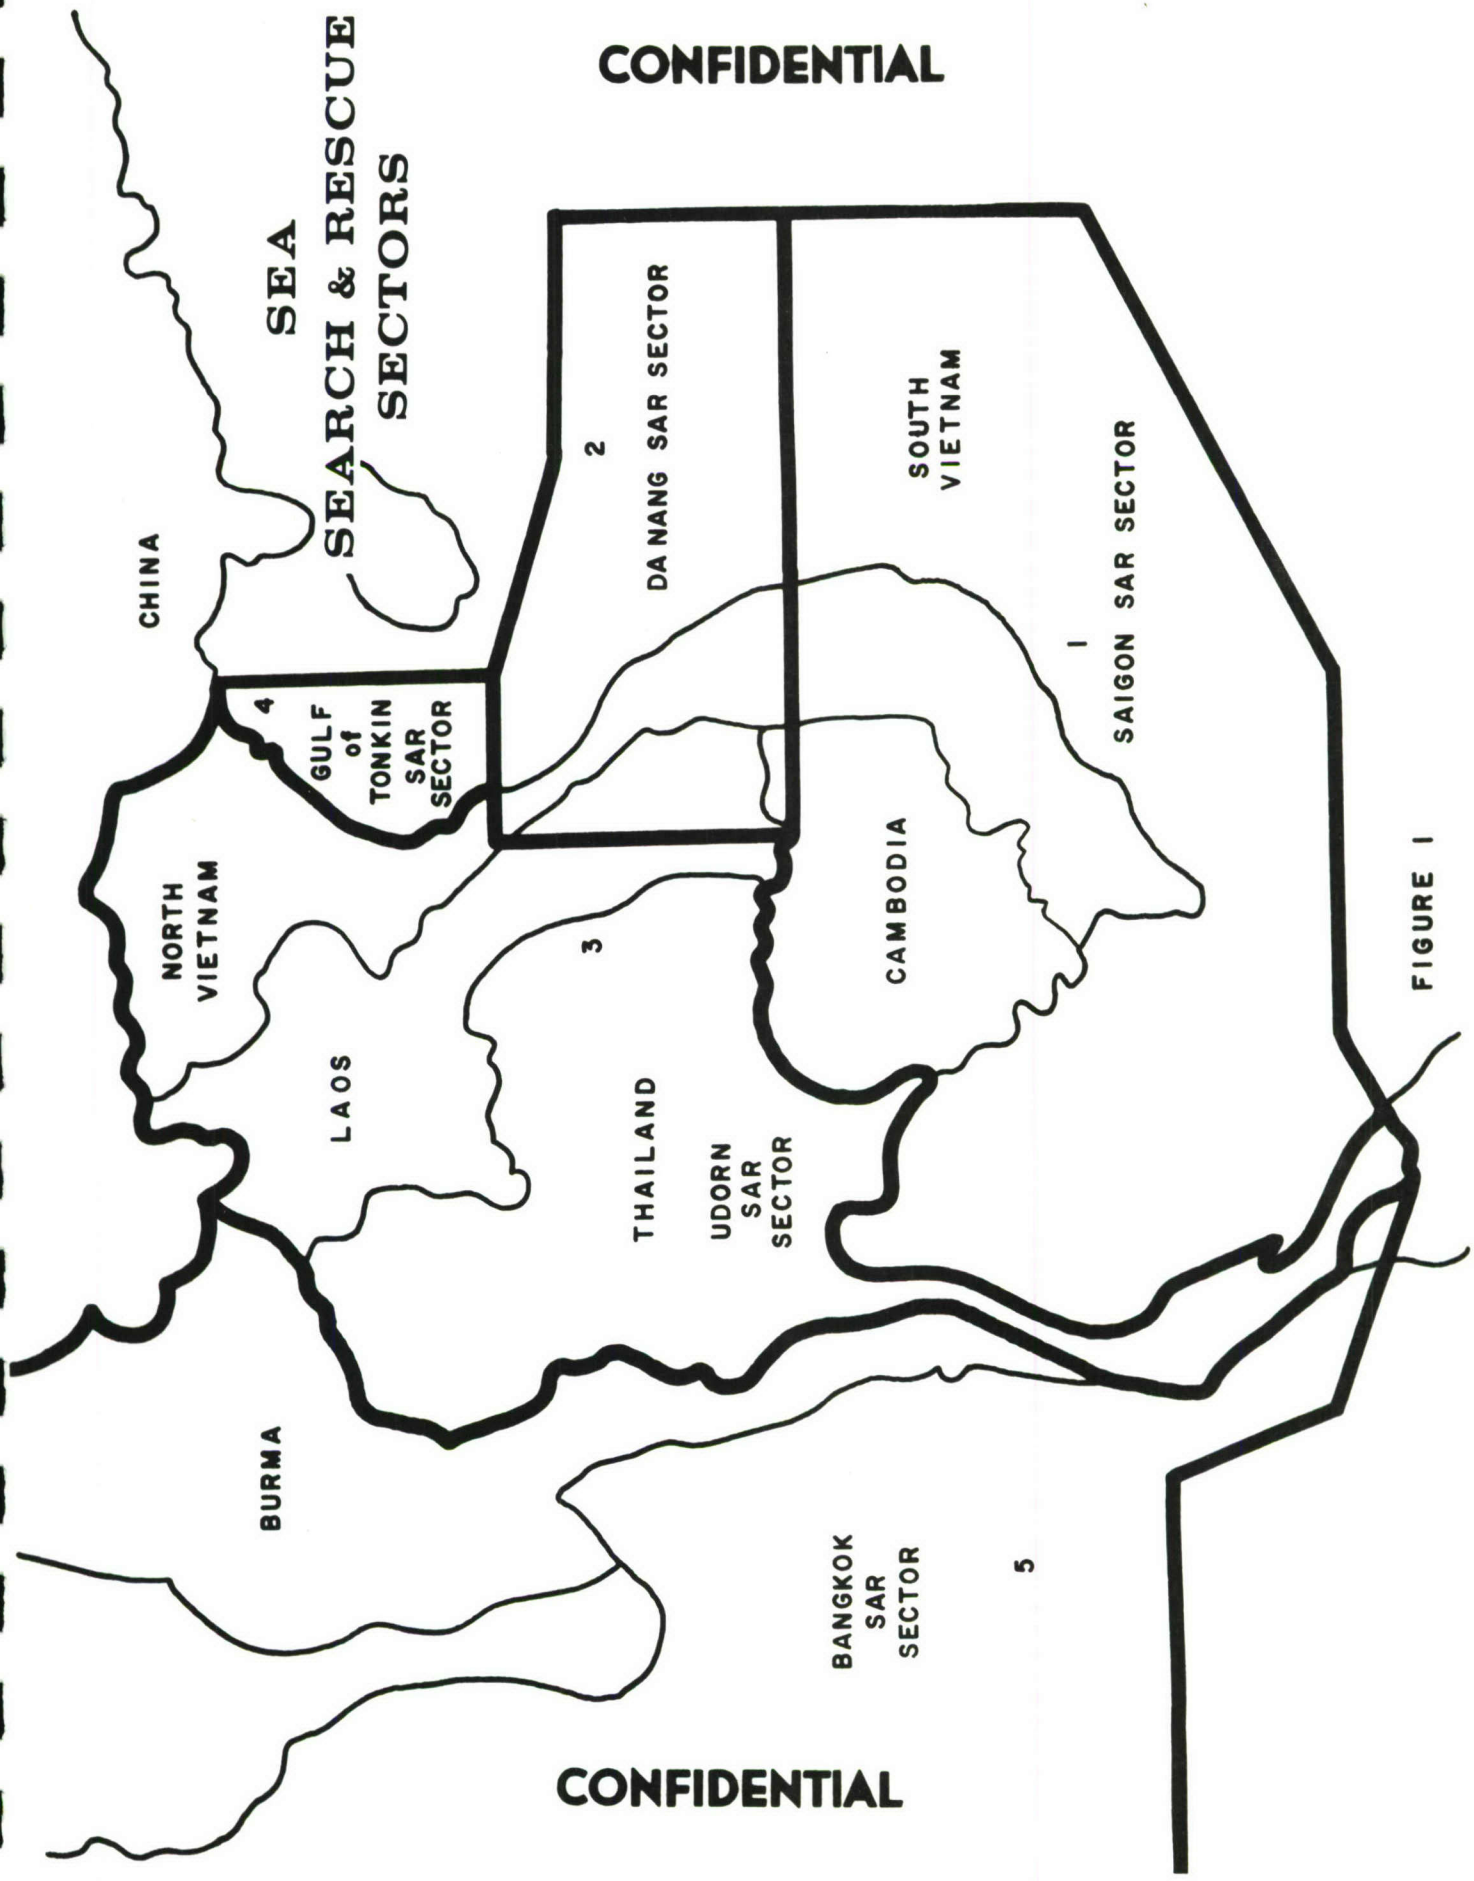 CONFIDENTIAL
SEA
SEARCH & RESCUE
SECTORS
CHINA
NORTH
VIETNAM
4
GULF
of
TONKIN
SAR
SECTOR
2
DANANG SAR SECTOR
BURMA
LAOS
3
THAILAND
UDORN
SAR
SECTOR
CAMBODIA
SOUTH
VIETNAM
1
SAIGON SAR SECTOR
BANGKOK
SAR
SECTOR
5
FIGURE 1
CONFIDENTIAL